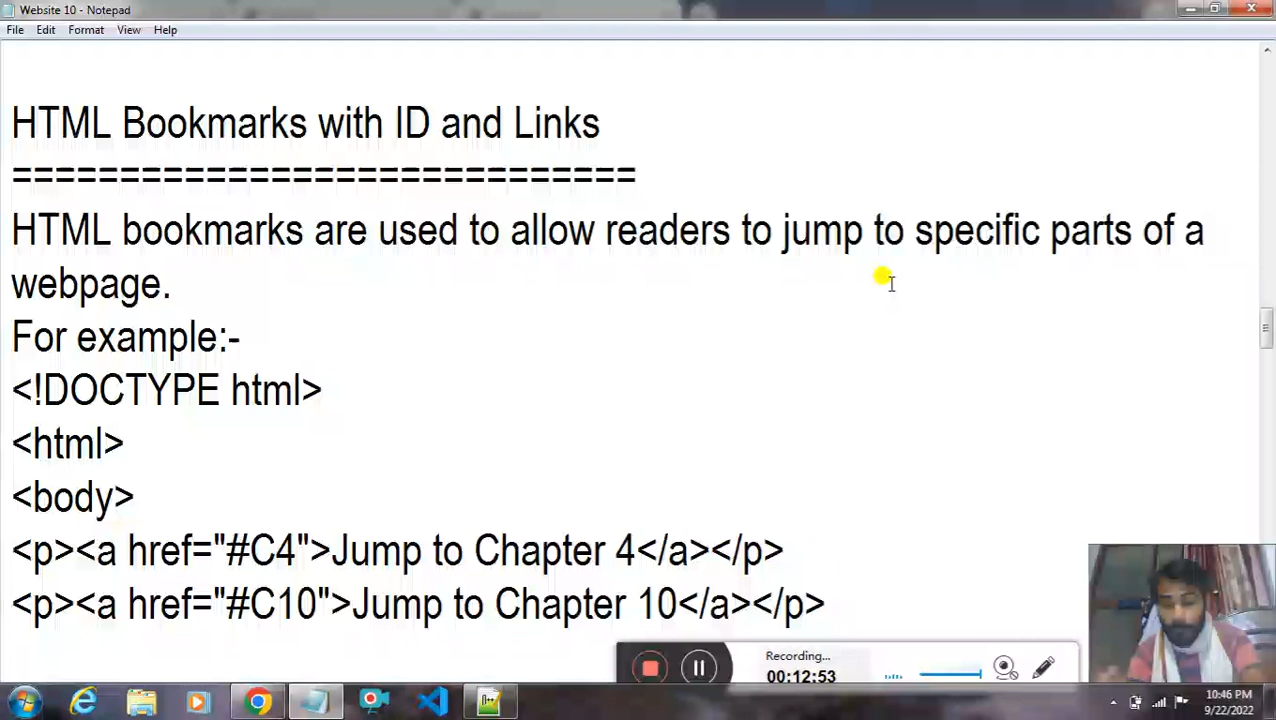 Website 10 - Notepad
File Edit Format View Help
HTML Bookmarks with ID and Links
==============================
HTML bookmarks are used to allow readers to jump to specific parts of a
webpage.
For example:-
<!DOCTYPE html>
<html>
<body>
<p><a href="#C4">Jump to Chapter 4</a></p>
<p><a href="#C10">Jump to Chapter 10</a></p>
Recording...
00:12:53
10:46 PM
9/22/2022